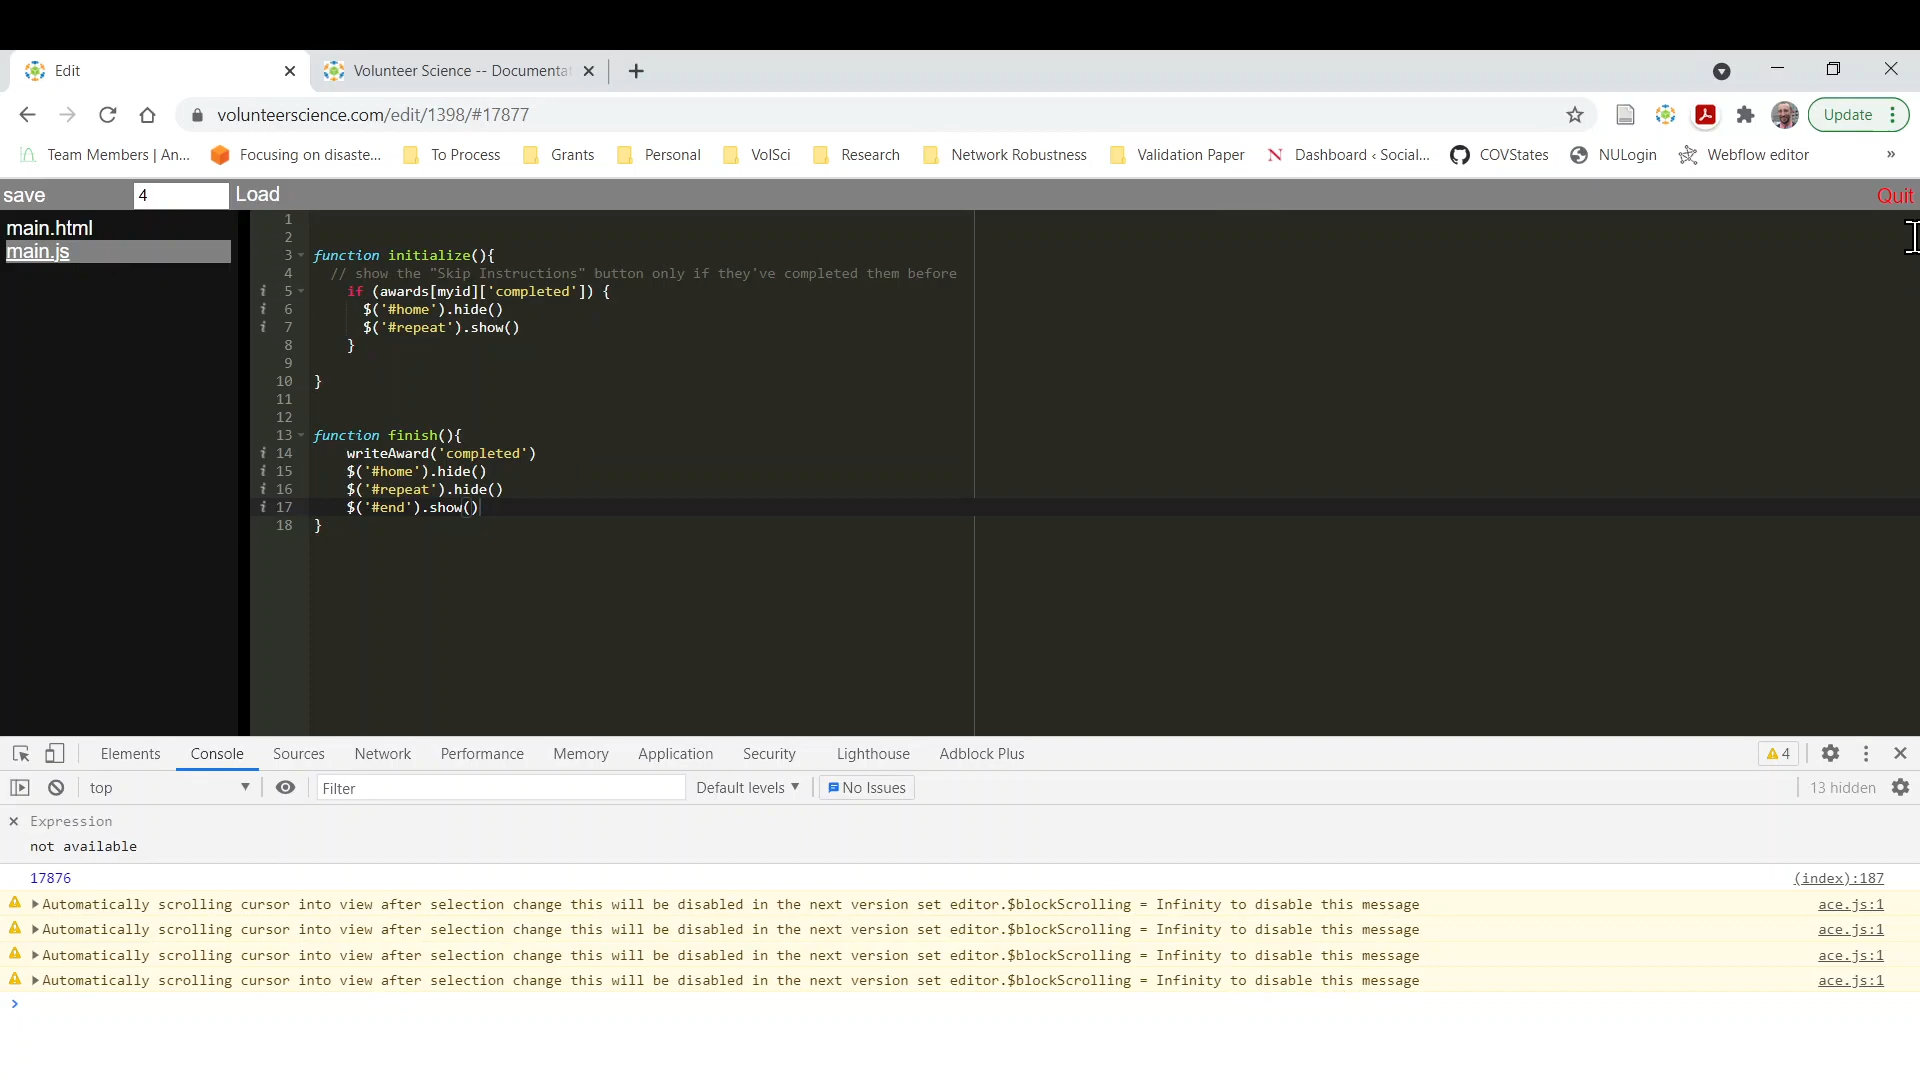 Edit
Volunteer Science -- Documenta
volunteerscience.com/edit/1398/#17877
Update
Team Members | An...
Focusing on disaste...
To Process
Grants
Personal
VolSci
Research
Network Robustness
Validation Paper
Dashboard ‹ Social...
COVStates
NULogin
Webflow editor
»
save
4
Load
Quit
main.html
main.js
1
2
3 function initialize(){
4 // show the "Skip Instructions" button only if they've completed them before
i 5 if (awards[myid]['completed']) {
i 6 $('#home').hide()
i 7 $('#repeat').show()
8 }
9
10 }
11
12
13 function finish(){
i 14 writeAward('completed')
i 15 $('#home').hide()
i 16 $('#repeat').hide()
i 17 $('#end').show()
18 }
Elements Console Sources Network Performance Memory Application Security Lighthouse Adblock Plus
4
top
Filter
Default levels
No Issues
13 hidden
Expression
not available
17876 (index):187
Automatically scrolling cursor into view after selection change this will be disabled in the next version set editor.$blockScrolling = Infinity to disable this message ace.js:1
Automatically scrolling cursor into view after selection change this will be disabled in the next version set editor.$blockScrolling = Infinity to disable this message ace.js:1
Automatically scrolling cursor into view after selection change this will be disabled in the next version set editor.$blockScrolling = Infinity to disable this message ace.js:1
Automatically scrolling cursor into view after selection change this will be disabled in the next version set editor.$blockScrolling = Infinity to disable this message ace.js:1